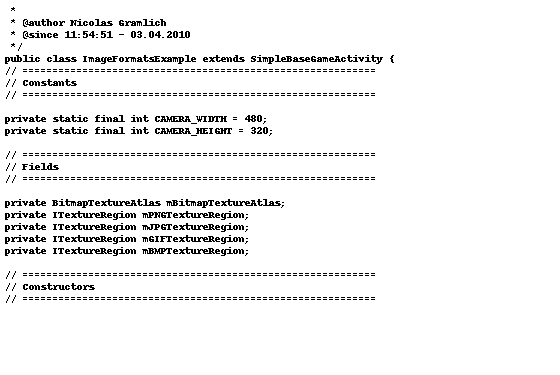 *
* @author Nicolas Gramlich
* @since 11:54:51 - 03.04.2010
*/
public class ImageFormatsExample extends SimpleBaseGameActivity {
// ===========================================================
// Constants
// ===========================================================
private static final int CAMERA_WIDTH = 480;
private static final int CAMERA_HEIGHT = 320;
// ===========================================================
// Fields
// ===========================================================
private BitmapTextureAtlas mBitmapTextureAtlas;
private ITextureRegion mPNGTextureRegion;
private ITextureRegion mJPGTextureRegion;
private ITextureRegion mGIFTextureRegion;
private ITextureRegion mBMPTextureRegion;
// ===========================================================
// Constructors
// ===========================================================